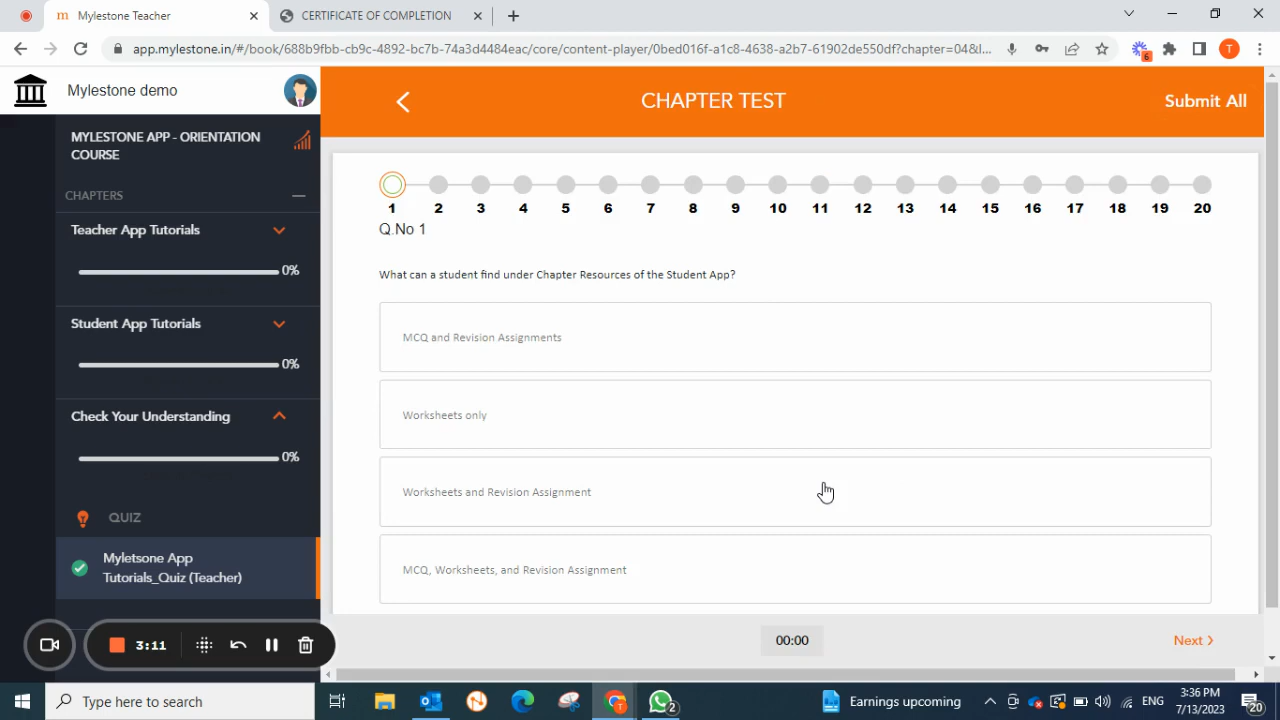 m Mylestone Teacher
CERTIFICATE OF COMPLETION
app.mylestone.in/#/book/688b9fbb-cb9c-4892-bc7b-74a3d4484eac/core/content-player/0bed016f-a1c8-4638-a2b7-61902de550df?chapter=048&l...
6
T
Mylestone demo
CHAPTER TEST
Submit All
MYLESTONE APP - ORIENTATION
COURSE
CHAPTERS
Teacher App Tutorials
0%
Student App Tutorials
0%
Check Your Understanding
0%
QUIZ
Myletsone App
Tutorials_Quiz (Teacher)
1 2 3 4 5 6 7 8 9 10 11 12 13 14 15 16 17 18 19 20
Q.No 1
What can a student find under Chapter Resources of the Student App?
MCQ and Revision Assignments
Worksheets only
Worksheets and Revision Assignment
MCQ, Worksheets, and Revision Assignment
3:11
00:00
Next
Type here to search
T
2
Earnings upcoming
ENG
3:36 PM
7/13/2023
20